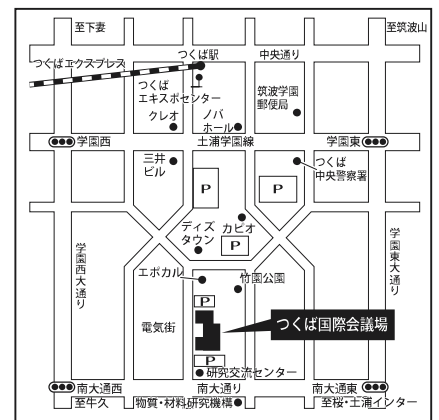 至下妻
至筑波山
つくば駅
中央通り
つくばエクスプレス
つくば
エキスポセンター
筑波学園
郵便局
クレオ
ノバ
ホール
学園西
土浦学園線
学園東
三井
ビル
つくば
中央警察署
P
P
ディズ
タウン
カピオ
P
学園西大通り
学園東大通り
エポカル
竹園公園
P
電気街
つくば国際会議場
P
研究交流センター
南大通西
南大通り
南大通東
至牛久
物質・材料研究機構
至桜・土浦インター